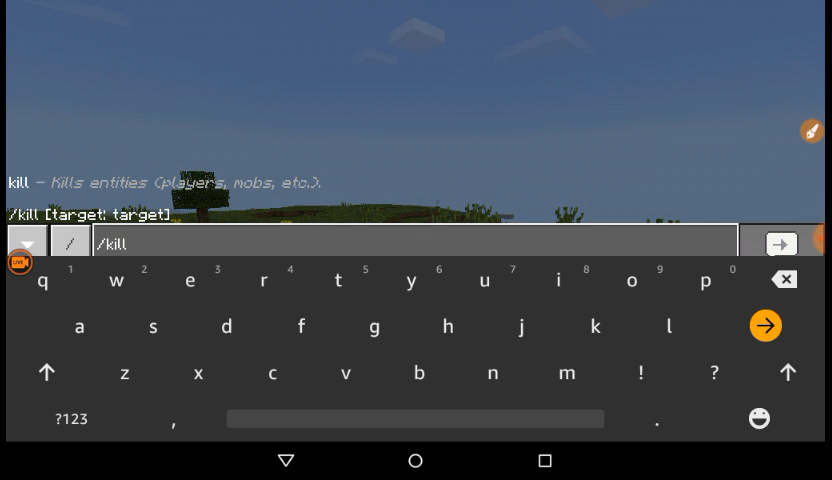 kill – Kills entities (players, mobs, etc.).
/kill [target: target]
/ /kill
LIVE
1 2 3 4 5 6 7 8 9 0
q w e r t y u i o p
a s d f g h j k l
z x c v b n m ! ?
?123 , .